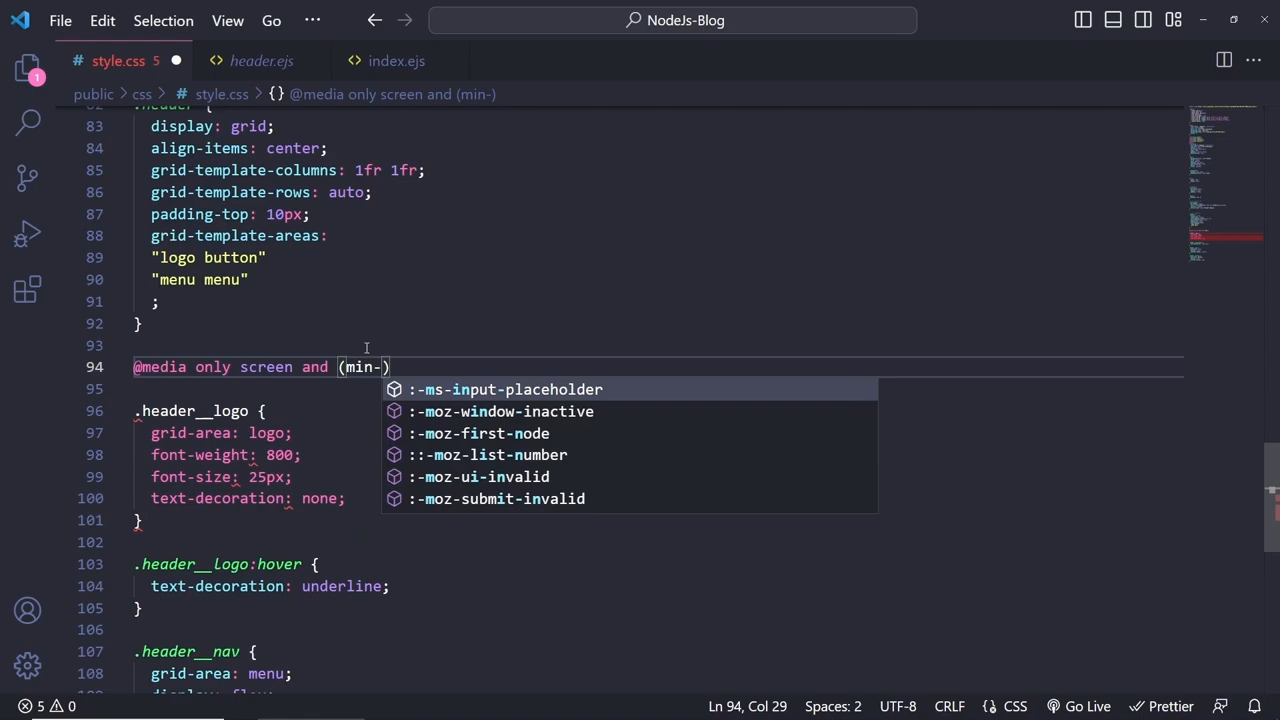 File Edit Selection View Go ··· NodeJs-Blog
# style.css 5 header.ejs index.ejs
1
public > css > # style.css > {} @media only screen and (min-)
82 .header {
83 display: grid;
84 align-items: center;
85 grid-template-columns: 1fr 1fr;
86 grid-template-rows: auto;
87 padding-top: 10px;
88 grid-template-areas:
89 "logo button"
90 "menu menu"
91 ;
92 }
93
94 @media only screen and (min-)
:-ms-input-placeholder
:-moz-window-inactive
:-moz-first-node
::-moz-list-number
:-moz-ui-invalid
:-moz-submit-invalid
95
96 .header__logo {
97 grid-area: logo;
98 font-weight: 800;
99 font-size: 25px;
100 text-decoration: none;
101 }
102
103 .header__logo:hover {
104 text-decoration: underline;
105 }
106
107 .header__nav {
108 grid-area: menu;
109 display: flex;
5 0 Ln 94, Col 29 Spaces: 2 UTF-8 CRLF {} CSS Go Live Prettier